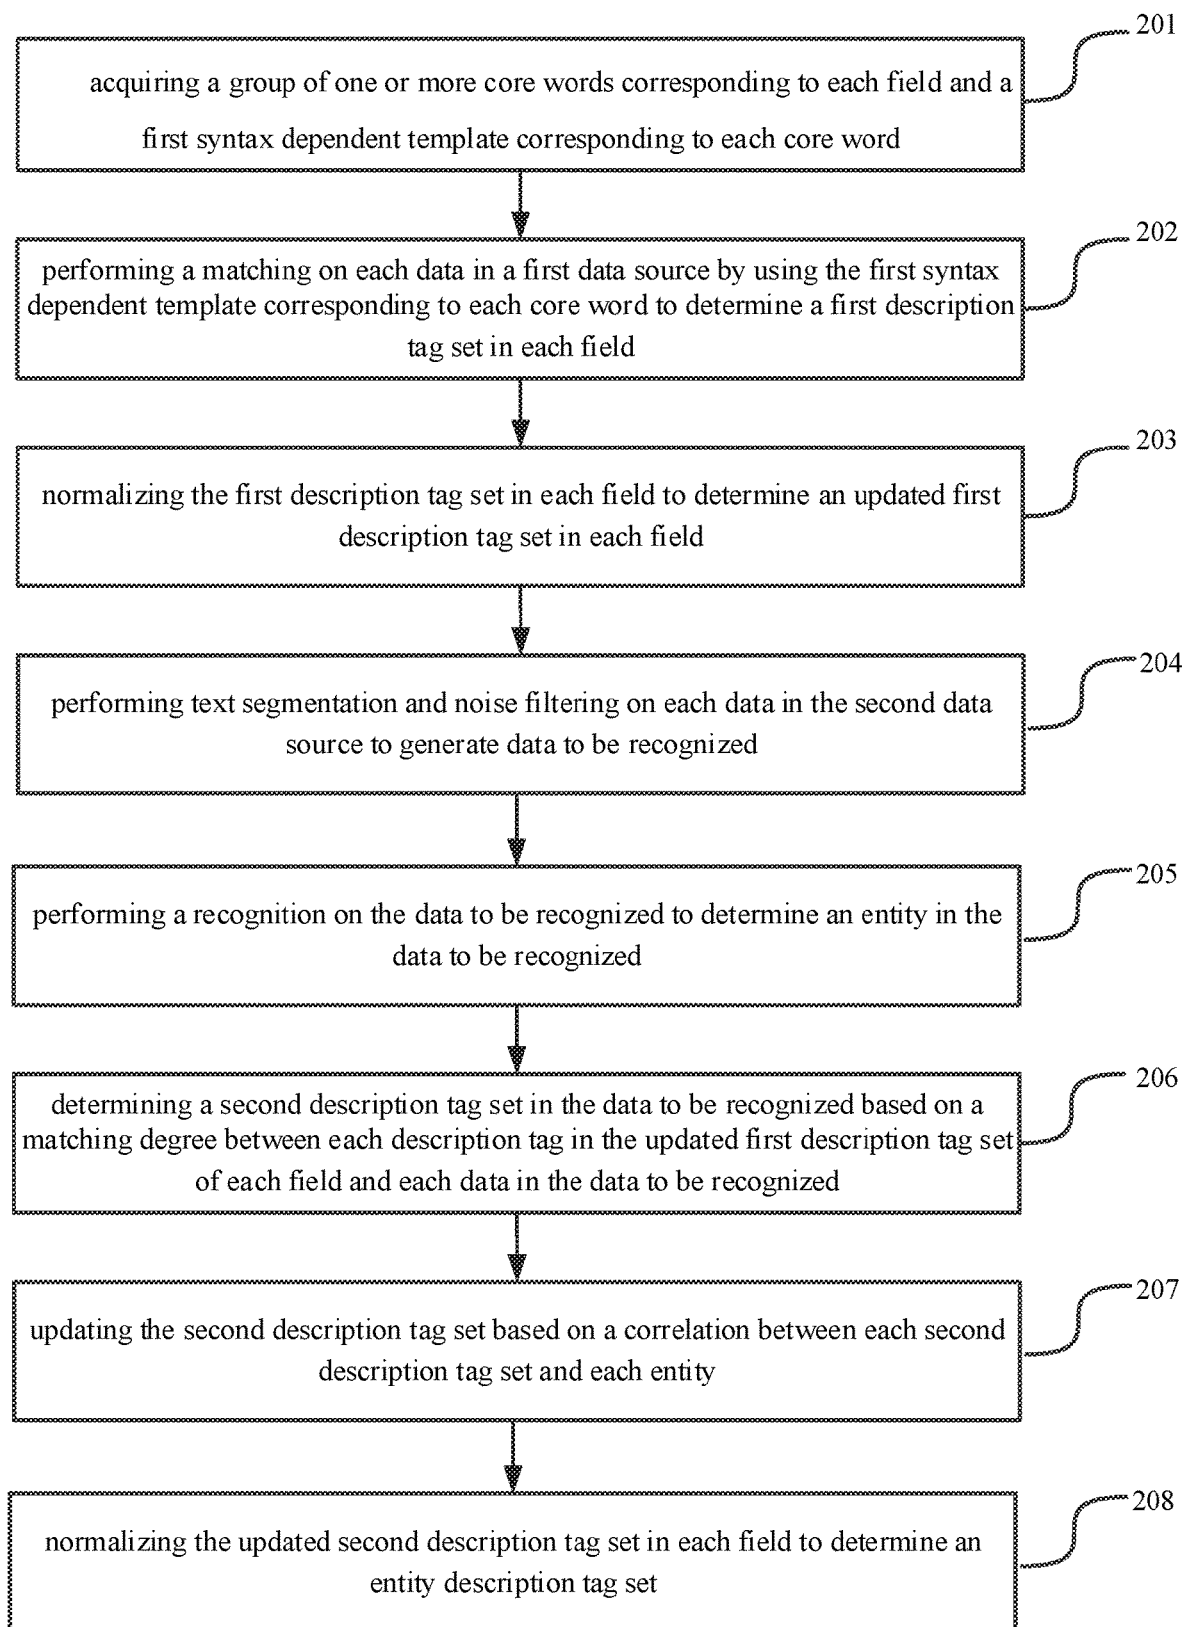 201
acquiring a group of one or more core words corresponding to each field and a
first syntax dependent template corresponding to each core word
202
performing a matching on each data in a first data source by using the first syntax
dependent template corresponding to each core word to determine a first description
tag set in each field
203
normalizing the first description tag set in each field to determine an updated first
description tag set in each field
204
performing text segmentation and noise filtering on each data in the second data
source to generate data to be recognized
205
performing a recognition on the data to be recognized to determine an entity in the
data to be recognized
206
determining a second description tag set in the data to be recognized based on a
matching degree between each description tag in the updated first description tag set
of each field and each data in the data to be recognized
207
updating the second description tag set based on a correlation between each second
description tag set and each entity
208
normalizing the updated second description tag set in each field to determine an
entity description tag set